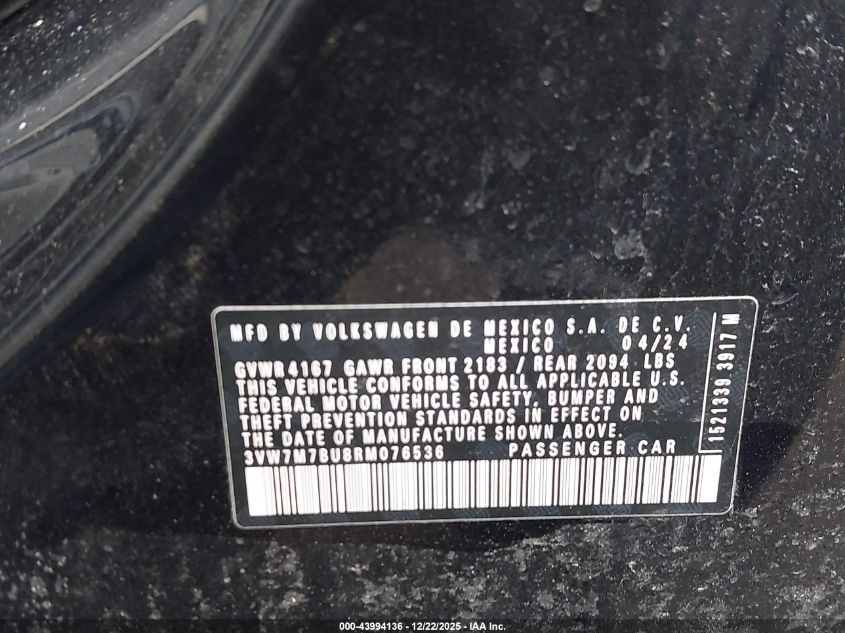 MFD BY VOLKSWAGEN DE MEXICO S.A. DE C.V.
MEXICO 04/24
GVWR 4167 GAWR FRONT 2183 / REAR 2094 LBS
THIS VEHICLE CONFORMS TO ALL APPLICABLE U.S.
FEDERAL MOTOR VEHICLE SAFETY, BUMPER AND
THEFT PREVENTION STANDARDS IN EFFECT ON
THE DATE OF MANUFACTURE SHOWN ABOVE.
3VW7M7BU8RM076536 PASSENGER CAR
1521339 3917 M
000-43994136 - 12/22/2025 - IAA Inc.